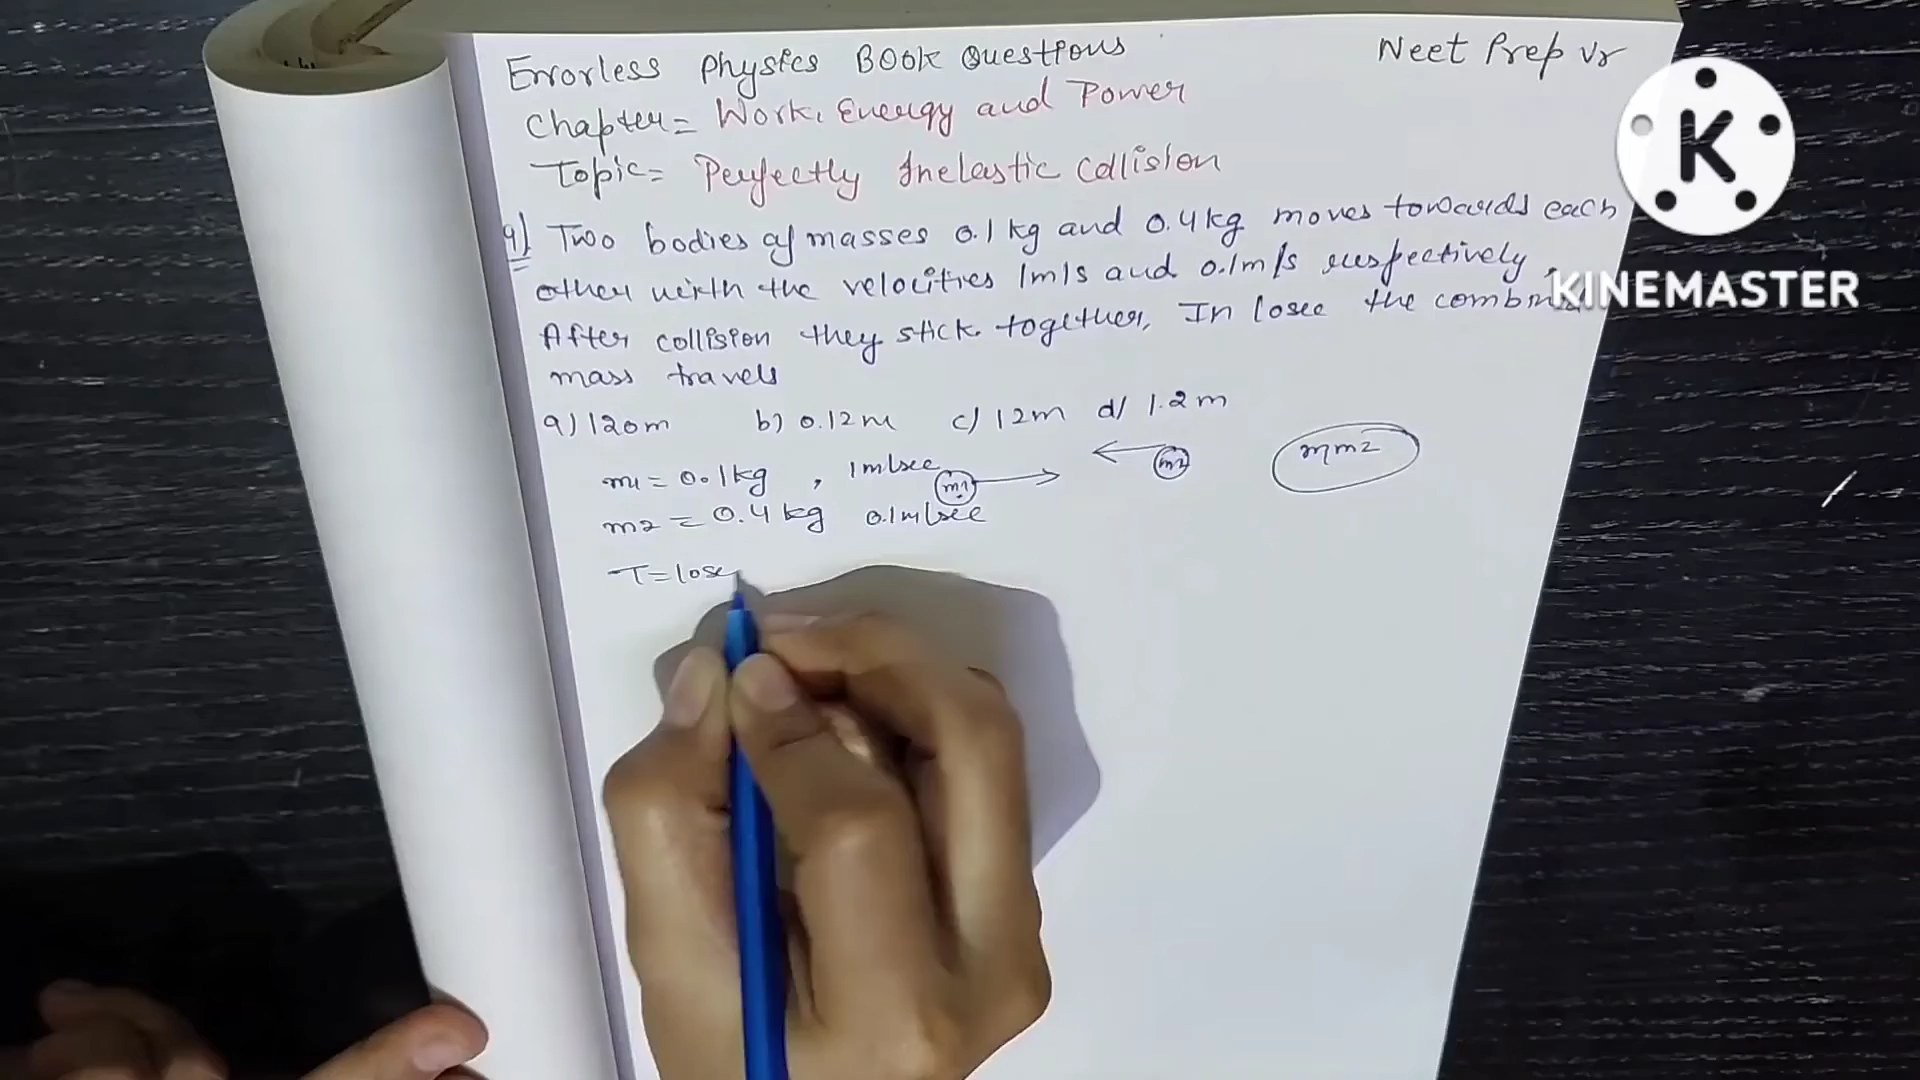 Errorless Physics Book Questions
Neet Prep Vr
Chapter = Work, Energy and Power
Topic = Perfectly Inelastic Collision
K
Two bodies of masses 0.1 kg and 0.4 kg moves towards each
other with the velocities 1m/s and 0.1m/s respectively,
KINEMASTER
After collision they stick together, In 10sec the
mass travels
a) 120m b) 0.12m c) 12m d) 1.2m
m1 = 0.1kg , 1m/sec m1 m2 m1m2
m2 = 0.4 kg 0.1m/sec
T = 10sec